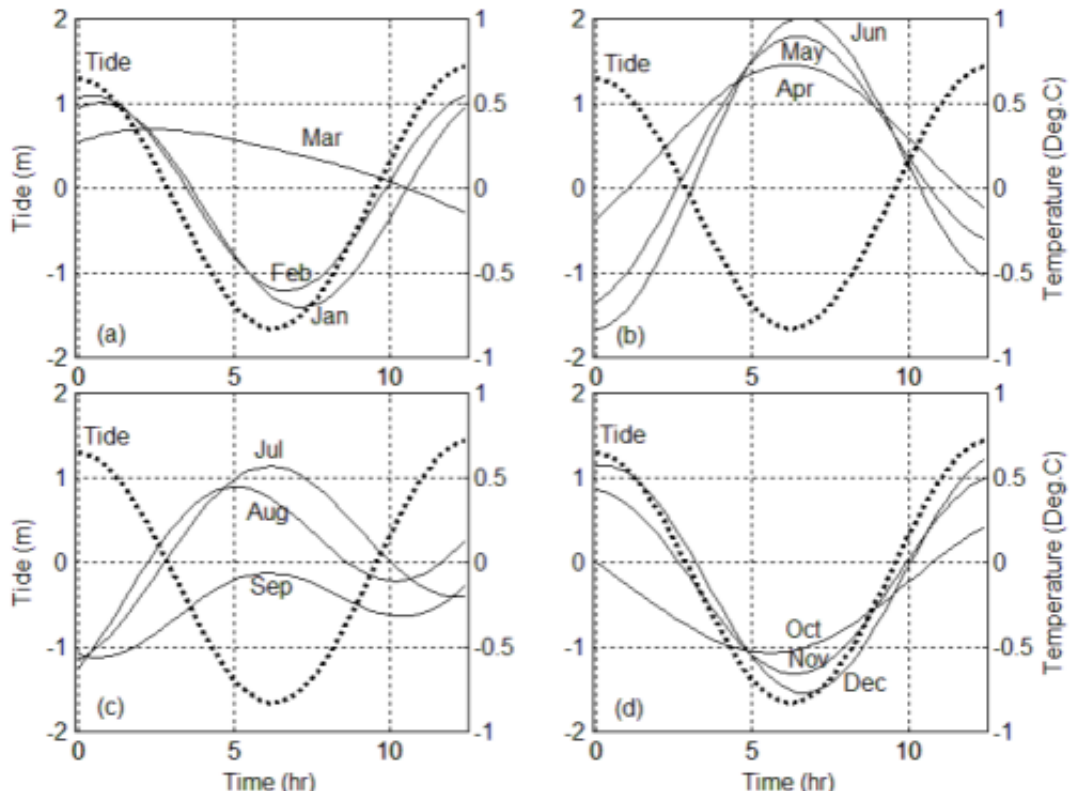 2 1 2 1
Tide Tide Jun
May
1 0.5 1 Apr 0.5
Mar
0 0 0 0
-1 Feb -0.5 -1 -0.5
Jan
(a) (b)
-2 -1 -2 -1
0 5 10 0 5 10
Tide (m)
Temperature (Deg.C)
2 1 2 1
Tide Jul Tide
1 0.5 1 0.5
Aug
0 0 0 0
Sep
Oct
-1 -0.5 -1 Nov -0.5
Dec
(c) (d)
-2 -1 -2 -1
0 5 10 0 5 10
Time (hr) Time (hr)
Tide (m)
Temperature (Deg.C)